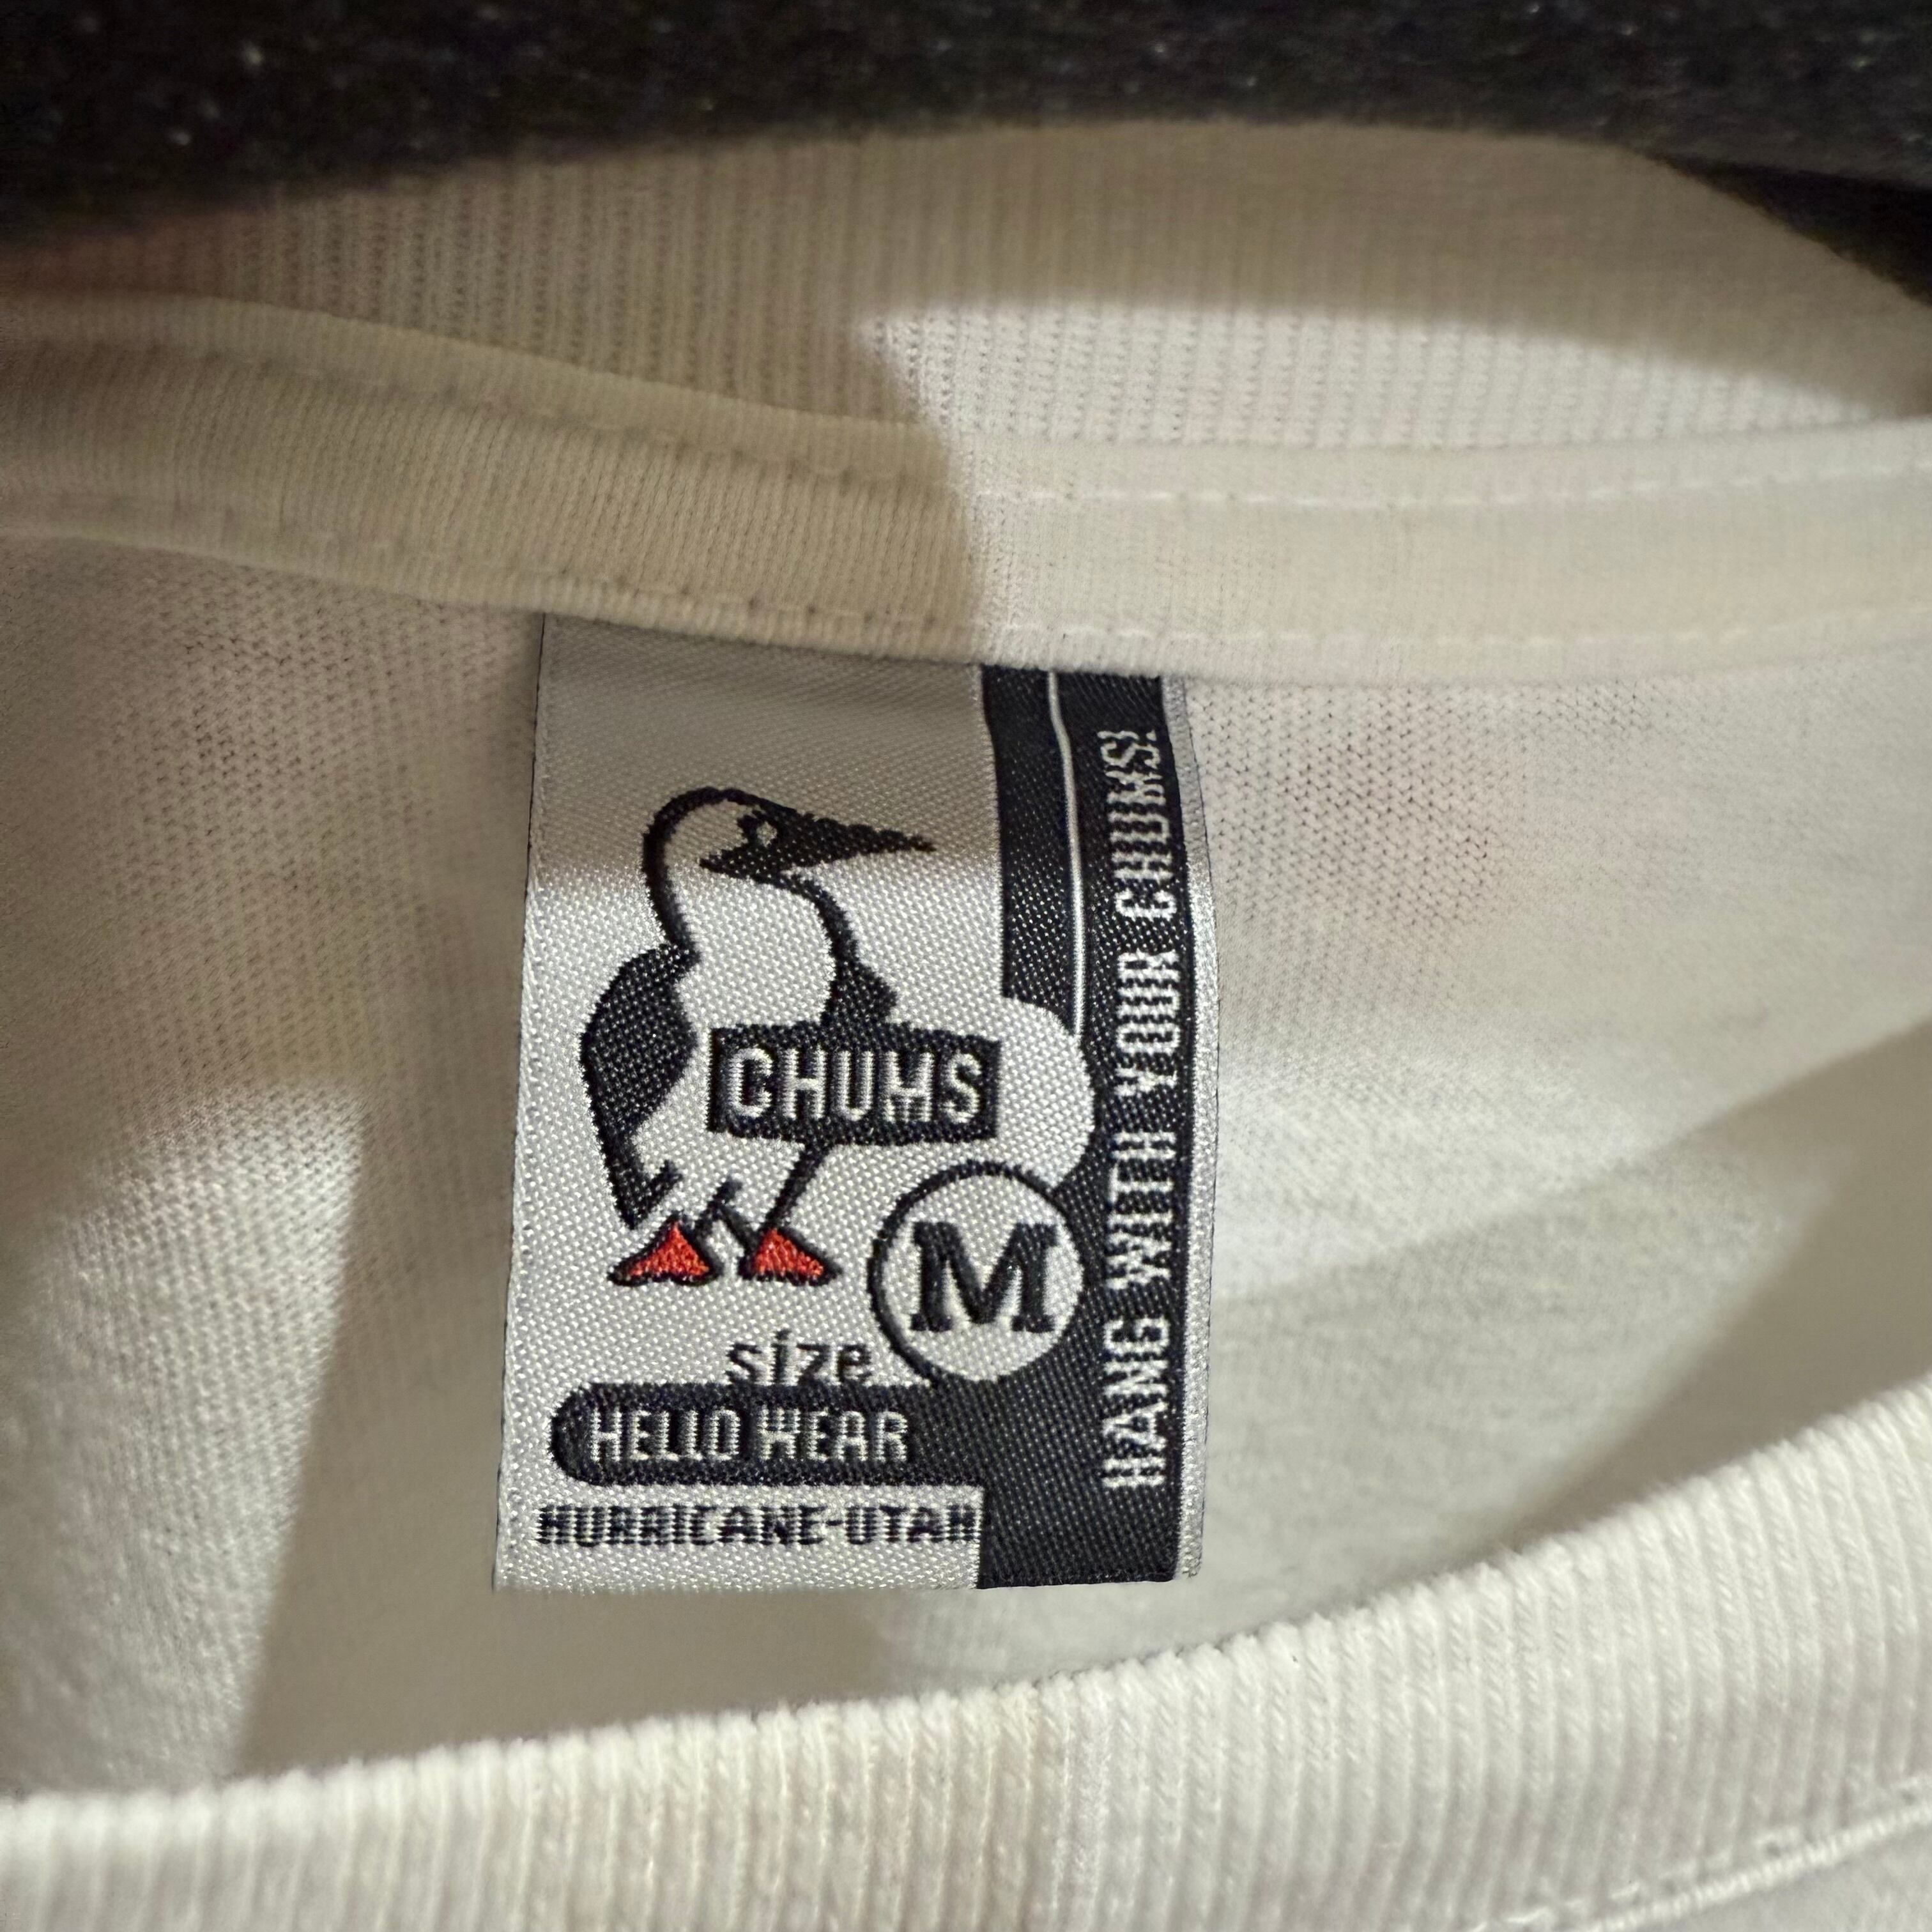 CHUMS
M
size
HELLO WEAR
HURRICANE-UTAH
HANG WITH YOUR CHUMS!